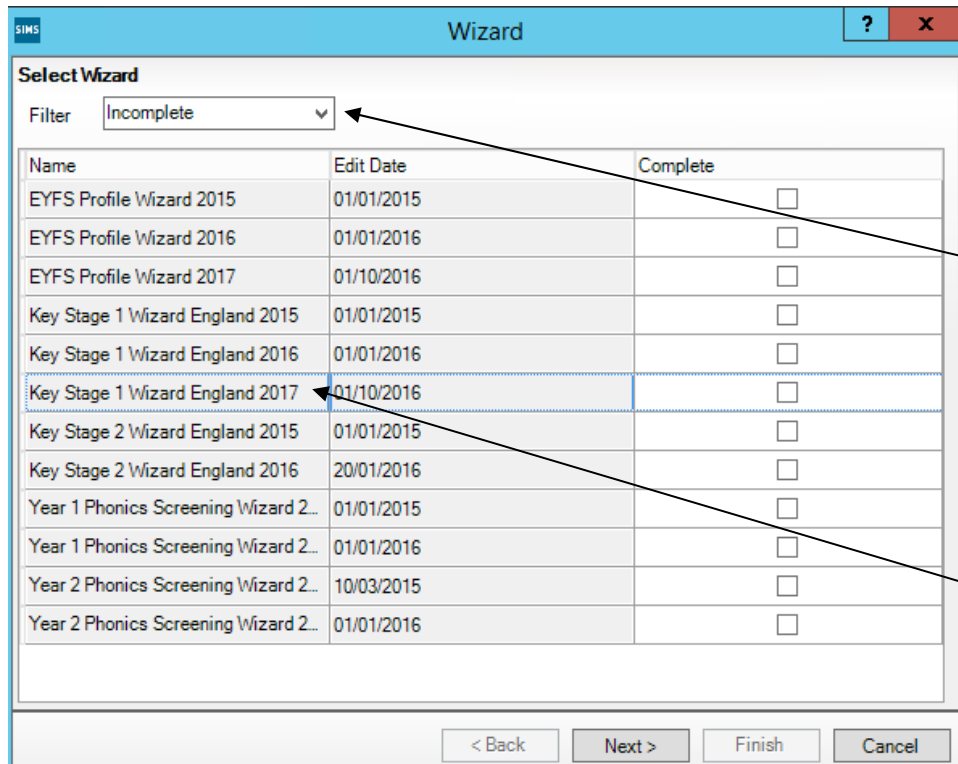 SIMS Wizard ? x
Select Wizard
Filter Incomplete
Name Edit Date Complete
EYFS Profile Wizard 2015 01/01/2015
EYFS Profile Wizard 2016 01/01/2016
EYFS Profile Wizard 2017 01/10/2016
Key Stage 1 Wizard England 2015 01/01/2015
Key Stage 1 Wizard England 2016 01/01/2016
Key Stage 1 Wizard England 2017 01/10/2016
Key Stage 2 Wizard England 2015 01/01/2015
Key Stage 2 Wizard England 2016 20/01/2016
Year 1 Phonics Screening Wizard 2... 01/01/2015
Year 1 Phonics Screening Wizard 2... 01/01/2016
Year 2 Phonics Screening Wizard 2... 10/03/2015
Year 2 Phonics Screening Wizard 2... 01/01/2016
< Back Next > Finish Cancel